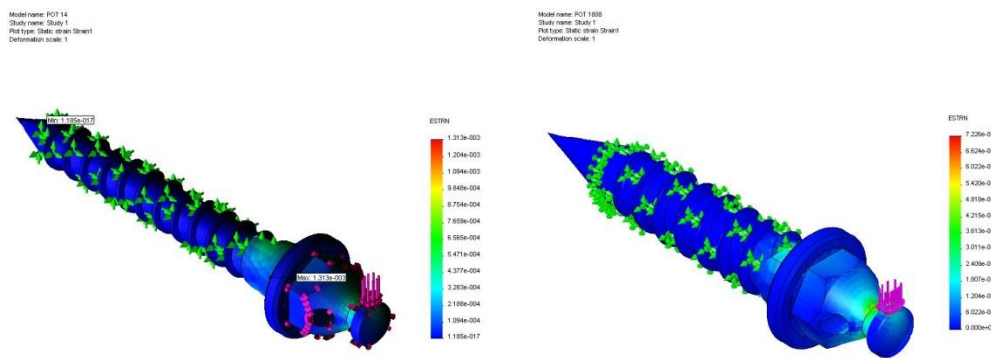 Model name: POT 14
Study name: Study 1
Plot type: Static strain Strain1
Deformation scale: 1
Min: 1.185e-017
Max: 1.313e-003
ESTRN
1.313e-003
1.204e-003
1.094e-003
9.848e-004
8.754e-004
7.659e-004
6.565e-004
5.471e-004
4.377e-004
3.283e-004
2.188e-004
1.094e-004
1.185e-017
Model name: POT 1808
Study name: Study 1
Plot type: Static strain Strain1
Deformation scale: 1
ESTRN
7.226e-0
6.624e-0
6.022e-0
5.420e-0
4.818e-0
4.215e-0
3.613e-0
3.011e-0
2.409e-0
1.807e-0
1.204e-0
6.022e-0
0.000e+0